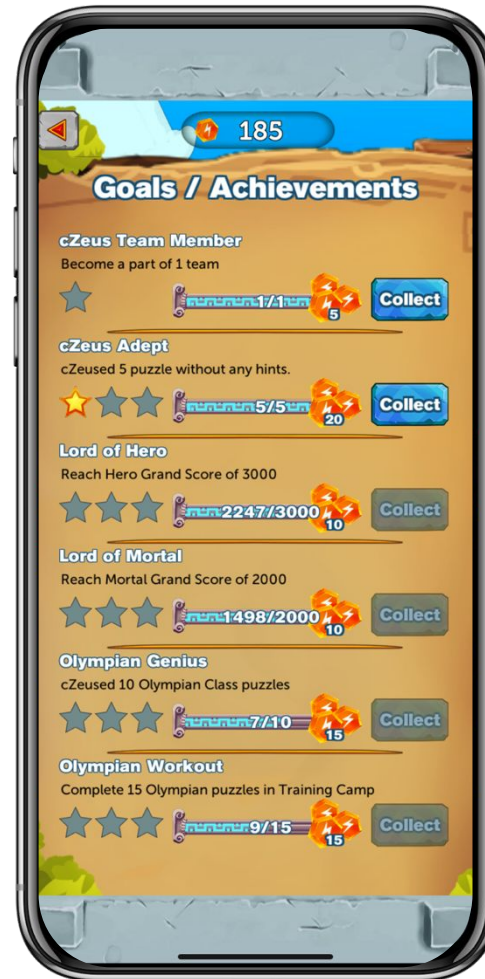 185
Goals / Achievements
cZeus Team Member
Become a part of 1 team
1/1
5
Collect
cZeus Adept
cZeused 5 puzzle without any hints.
5/5
20
Collect
Lord of Hero
Reach Hero Grand Score of 3000
2247/3000
10
Collect
Lord of Mortal
Reach Mortal Grand Score of 2000
1498/2000
10
Collect
Olympian Genius
cZeused 10 Olympian Class puzzles
7/10
15
Collect
Olympian Workout
Complete 15 Olympian puzzles in Training Camp
9/15
15
Collect